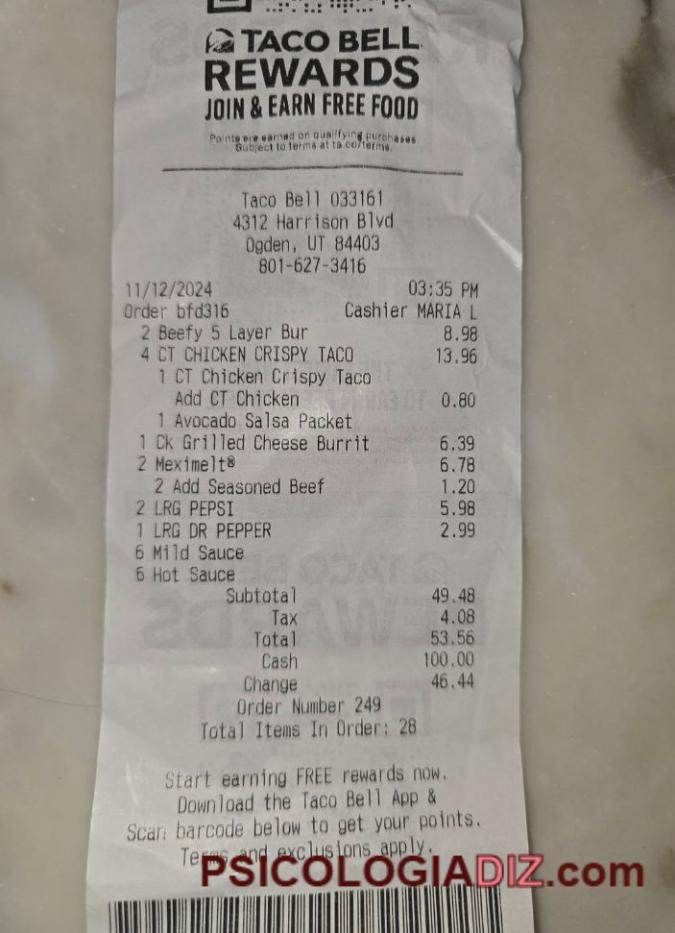 TACO BELL
REWARDS
JOIN & EARN FREE FOOD
Points are earned on qualifying purchases
Subject to terms at ta.co/terms.
Taco Bell 033161
4312 Harrison Blvd
Ogden, UT 84403
801-627-3416
11/12/2024 03:35 PM
Order bfd316 Cashier MARIA L
2 Beefy 5 Layer Bur 8.98
4 CT CHICKEN CRISPY TACO 13.96
1 CT Chicken Crispy Taco
Add CT Chicken 0.80
1 Avocado Salsa Packet
1 Ck Grilled Cheese Burrit 6.39
2 Meximelt® 6.78
2 Add Seasoned Beef 1.20
2 LRG PEPSI 5.98
1 LRG DR PEPPER 2.99
6 Mild Sauce
6 Hot Sauce
Subtotal 49.48
Tax 4.08
Total 53.56
Cash 100.00
Change 46.44
Order Number 249
Total Items In Order: 28
Start earning FREE rewards now.
Download the Taco Bell App &
Scan barcode below to get your points.
Terms and exclusions apply.
PSICOLOGIADIZ.com